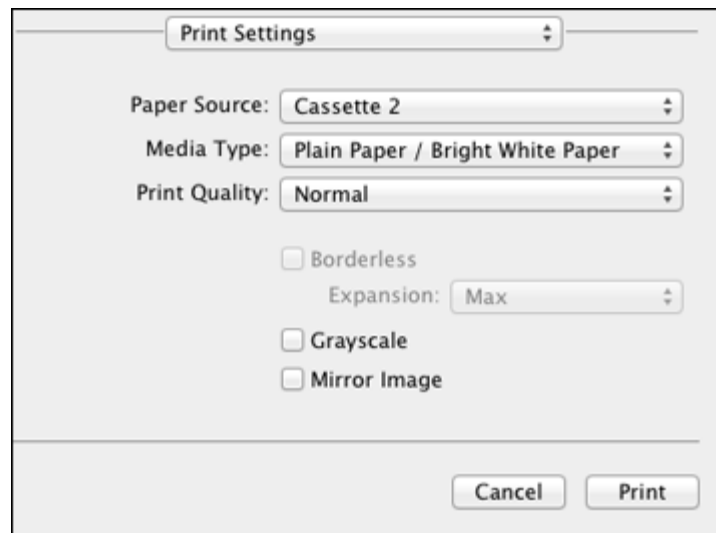 Print Settings
Paper Source: Cassette 2
Media Type: Plain Paper / Bright White Paper
Print Quality: Normal
Borderless
Expansion: Max
Grayscale
Mirror Image
Cancel Print